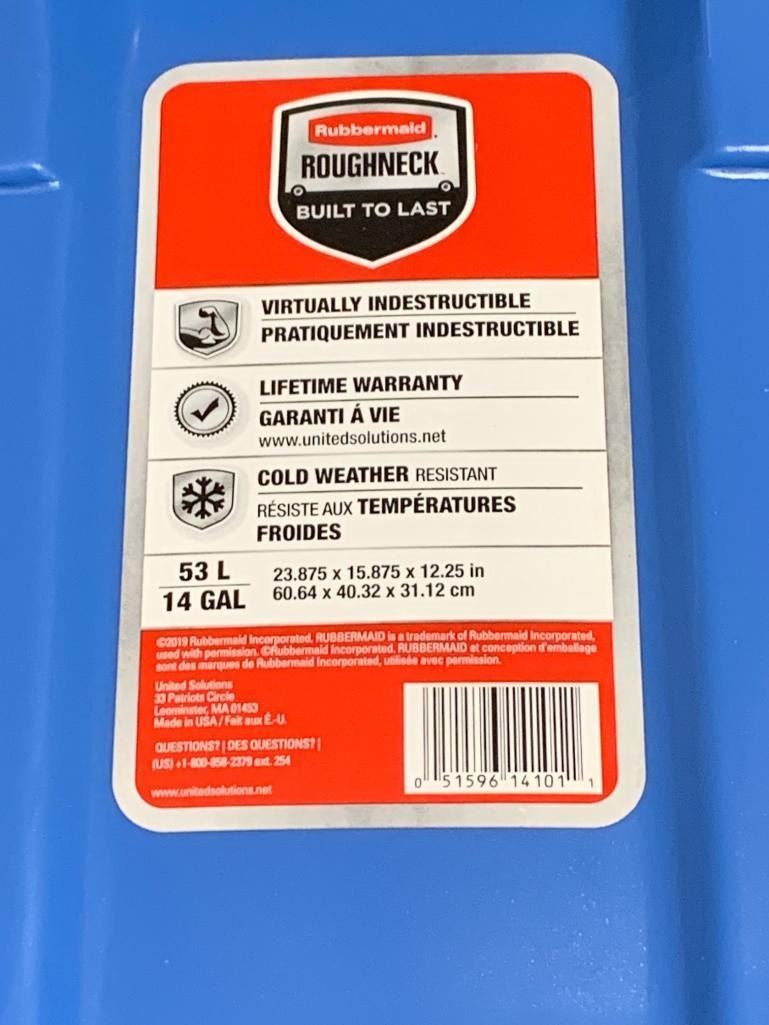 Rubbermaid
ROUGHNECK
BUILT TO LAST
VIRTUALLY INDESTRUCTIBLE
PRATIQUEMENT INDESTRUCTIBLE
LIFETIME WARRANTY
GARANTI Á VIE
www.unitedsolutions.net
COLD WEATHER RESISTANT
RÉSISTE AUX TEMPÉRATURES
FROIDES
53 L
14 GAL
23.875 x 15.875 x 12.25 in
60.64 x 40.32 x 31.12 cm
©2019 Rubbermaid Incorporated. RUBBERMAID is a trademark of Rubbermaid Incorporated,
used with permission. ©Rubbermaid Incorporated. RUBBERMAID et conception d'emballage
sont des marques de Rubbermaid Incorporated, utilisée avec permission.
United Solutions
33 Patriots Circle
Leominster, MA 01453
Made in USA / Fait aux É.-U.
QUESTIONS? | DES QUESTIONS? |
(US) +1-800-858-2379 ext. 254
www.unitedsolutions.net
0 51596 14101 1